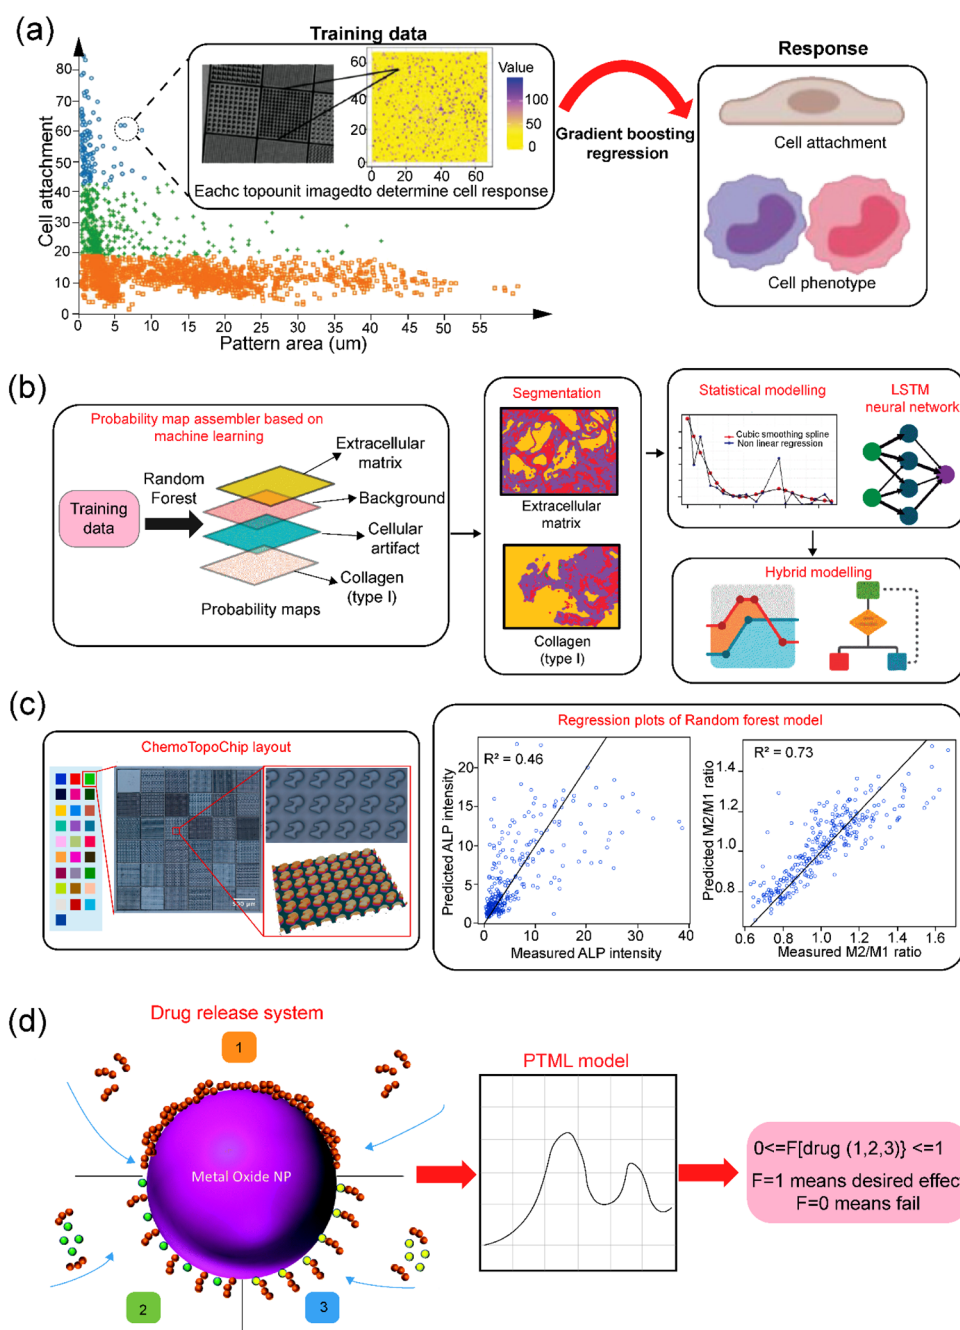 (a)
Training data
Response
Cell attachment
80
70
60
50
40
30
20
10
0
0
5
10
15
20
25
30
35
40
45
50
55
Pattern area (um)
60
40
20
0
0
20
40
60
Value
100
50
0
Eachc topounit imagedto determine cell response
Gradient boosting
regression
Cell attachment
Cell phenotype
(b)
Probability map assembler based on
machine learning
Training
data
Random
Forest
Extracellular
matrix
Background
Cellular
artifact
Collagen
(type I)
Probability maps
Segmentation
Extracellular
matrix
Collagen
(type I)
Statistical modelling
LSTM
neural network
Cubic smoothing spline
Non linear regression
Hybrid modelling
(c)
ChemoTopoChip layout
Regression plots of Random forest model
R² = 0.46
Predicted ALP intensity
20
15
10
5
0
0
10
20
30
40
Measured ALP intensity
R² = 0.73
Predicted M2/M1 ratio
1.4
1.2
1.0
0.8
0.6
0.8
1.0
1.2
1.4
1.6
Measured M2/M1 ratio
(d)
Drug release system
1
Metal Oxide NP
2
3
PTML model
0<=F[drug (1,2,3)} <=1
F=1 means desired effect
F=0 means fail